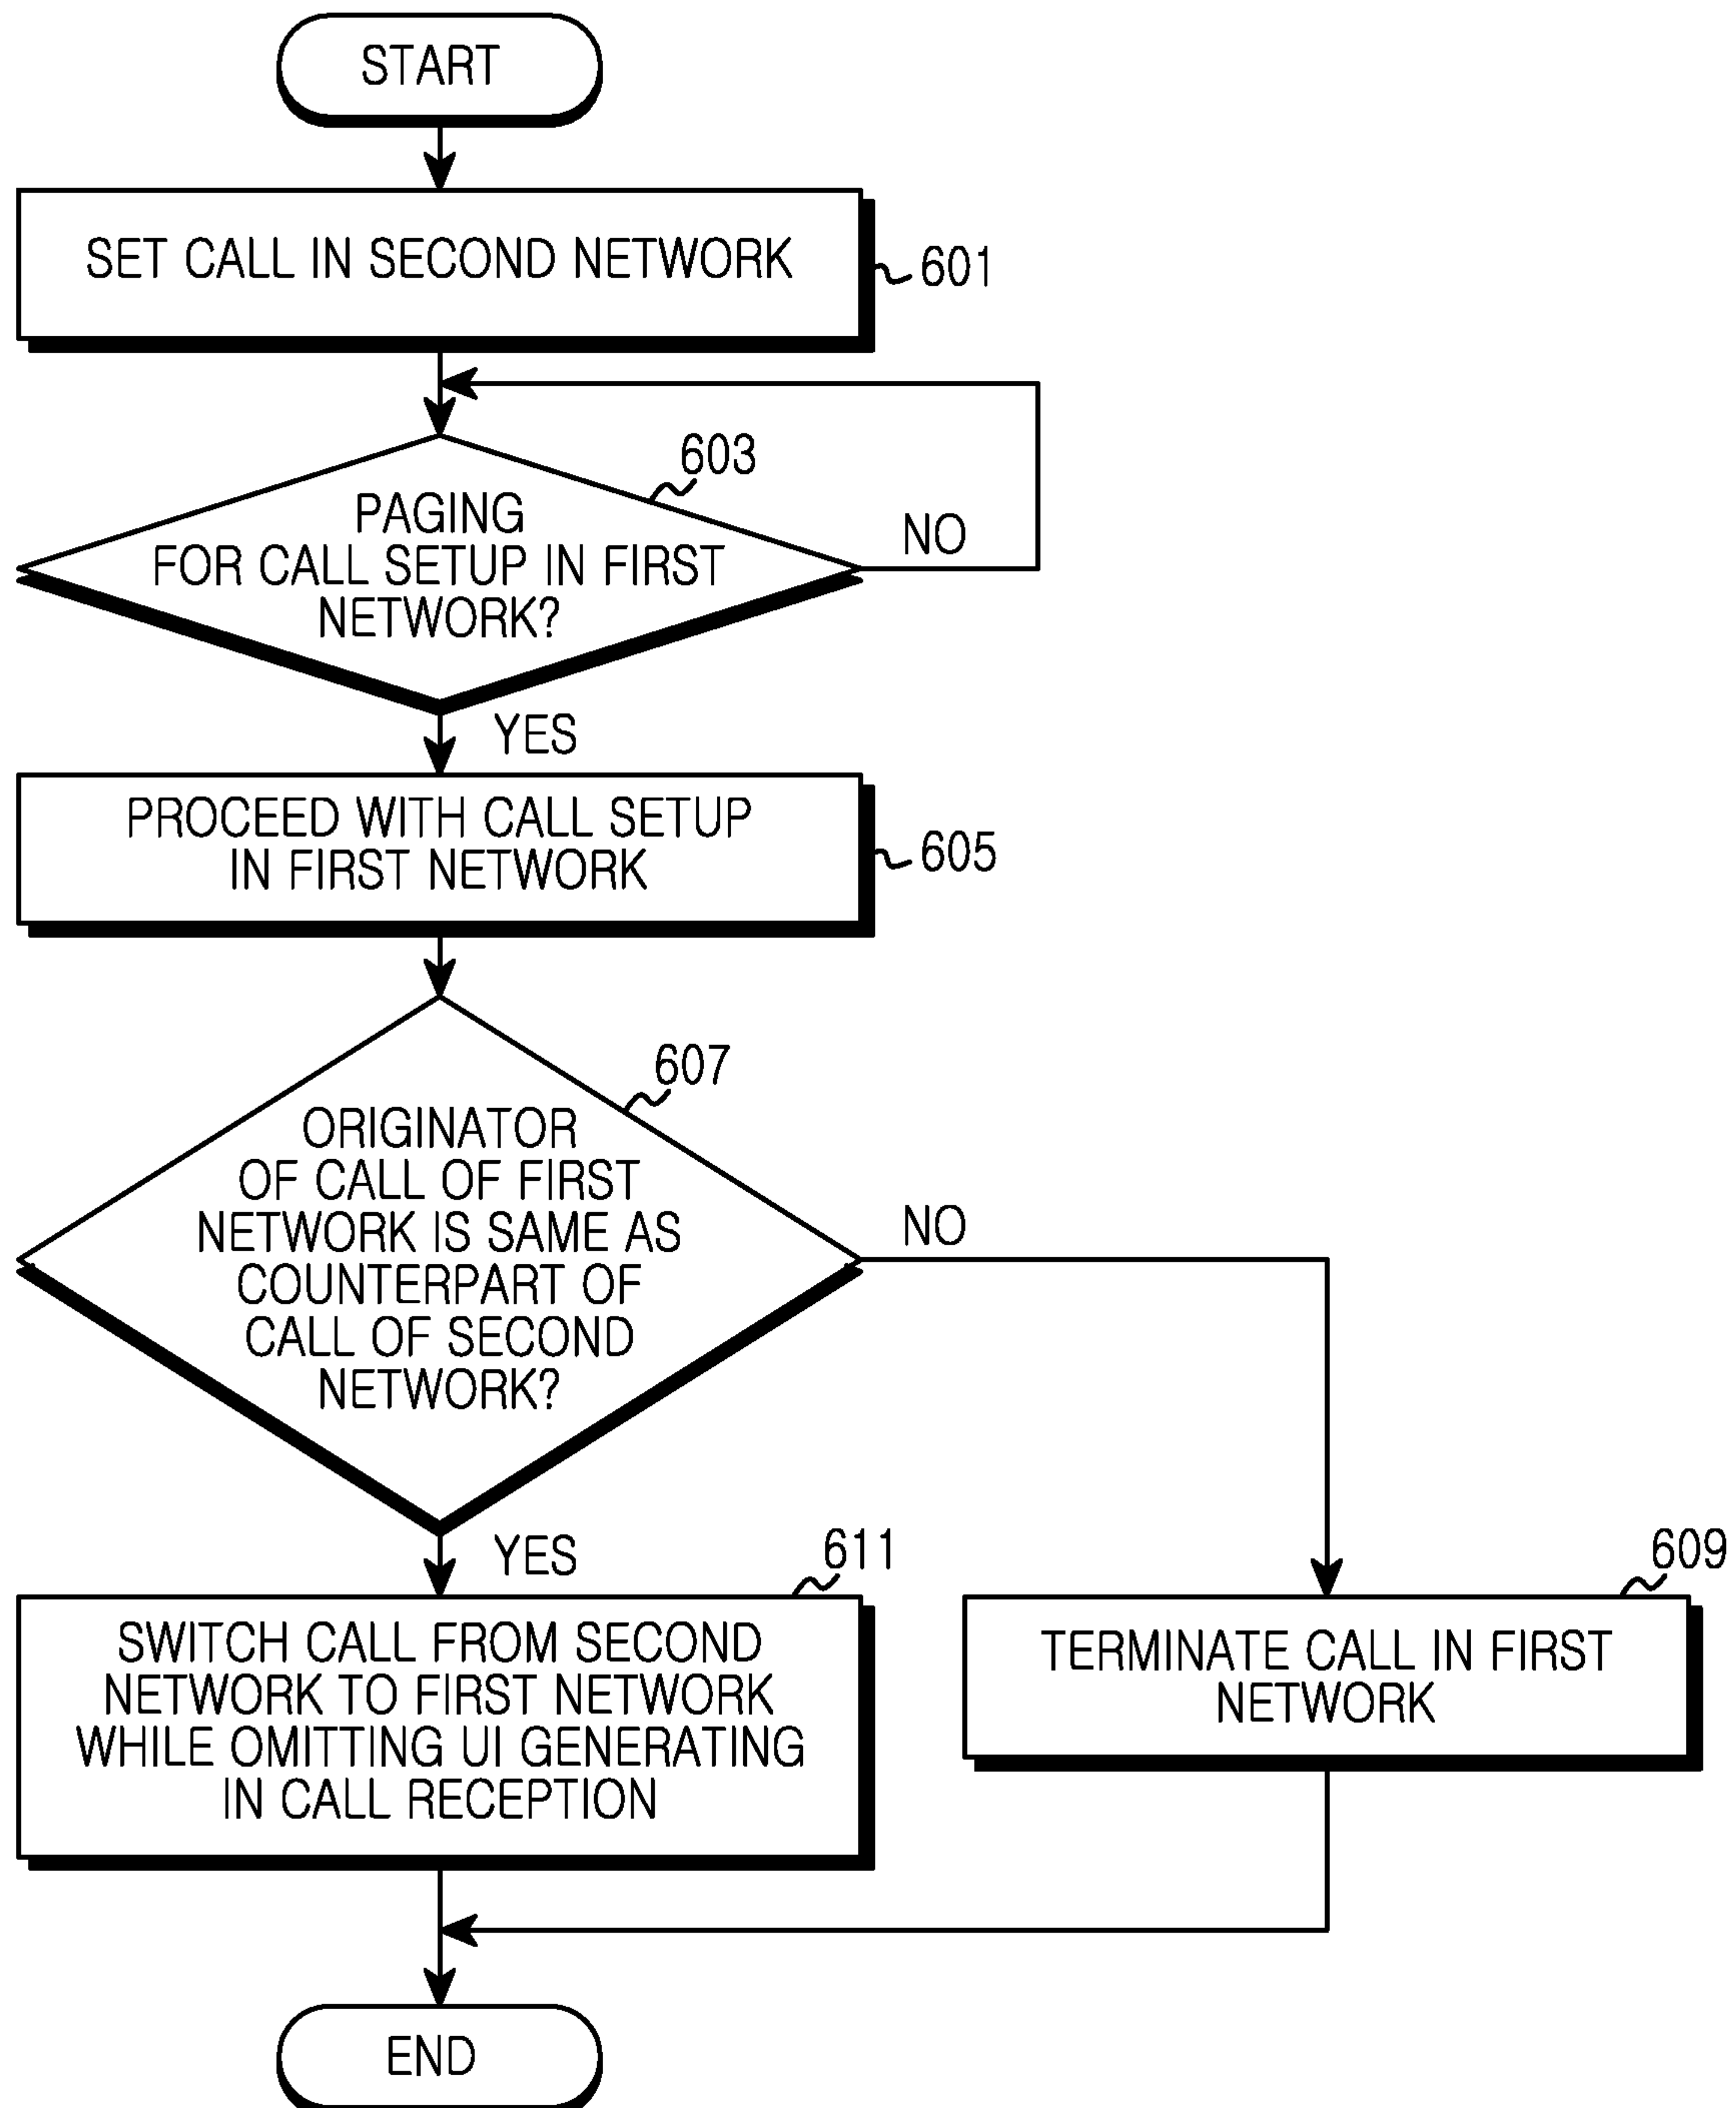 START
SET CALL IN SECOND NETWORK
601
603
PAGING
FOR CALL SETUP IN FIRST
NETWORK?
NO
YES
PROCEED WITH CALL SETUP
IN FIRST NETWORK
605
607
ORIGINATOR
OF CALL OF FIRST
NETWORK IS SAME AS
COUNTERPART OF
CALL OF SECOND
NETWORK?
NO
YES
611
SWITCH CALL FROM SECOND
NETWORK TO FIRST NETWORK
WHILE OMITTING UI GENERATING
IN CALL RECEPTION
609
TERMINATE CALL IN FIRST
NETWORK
END